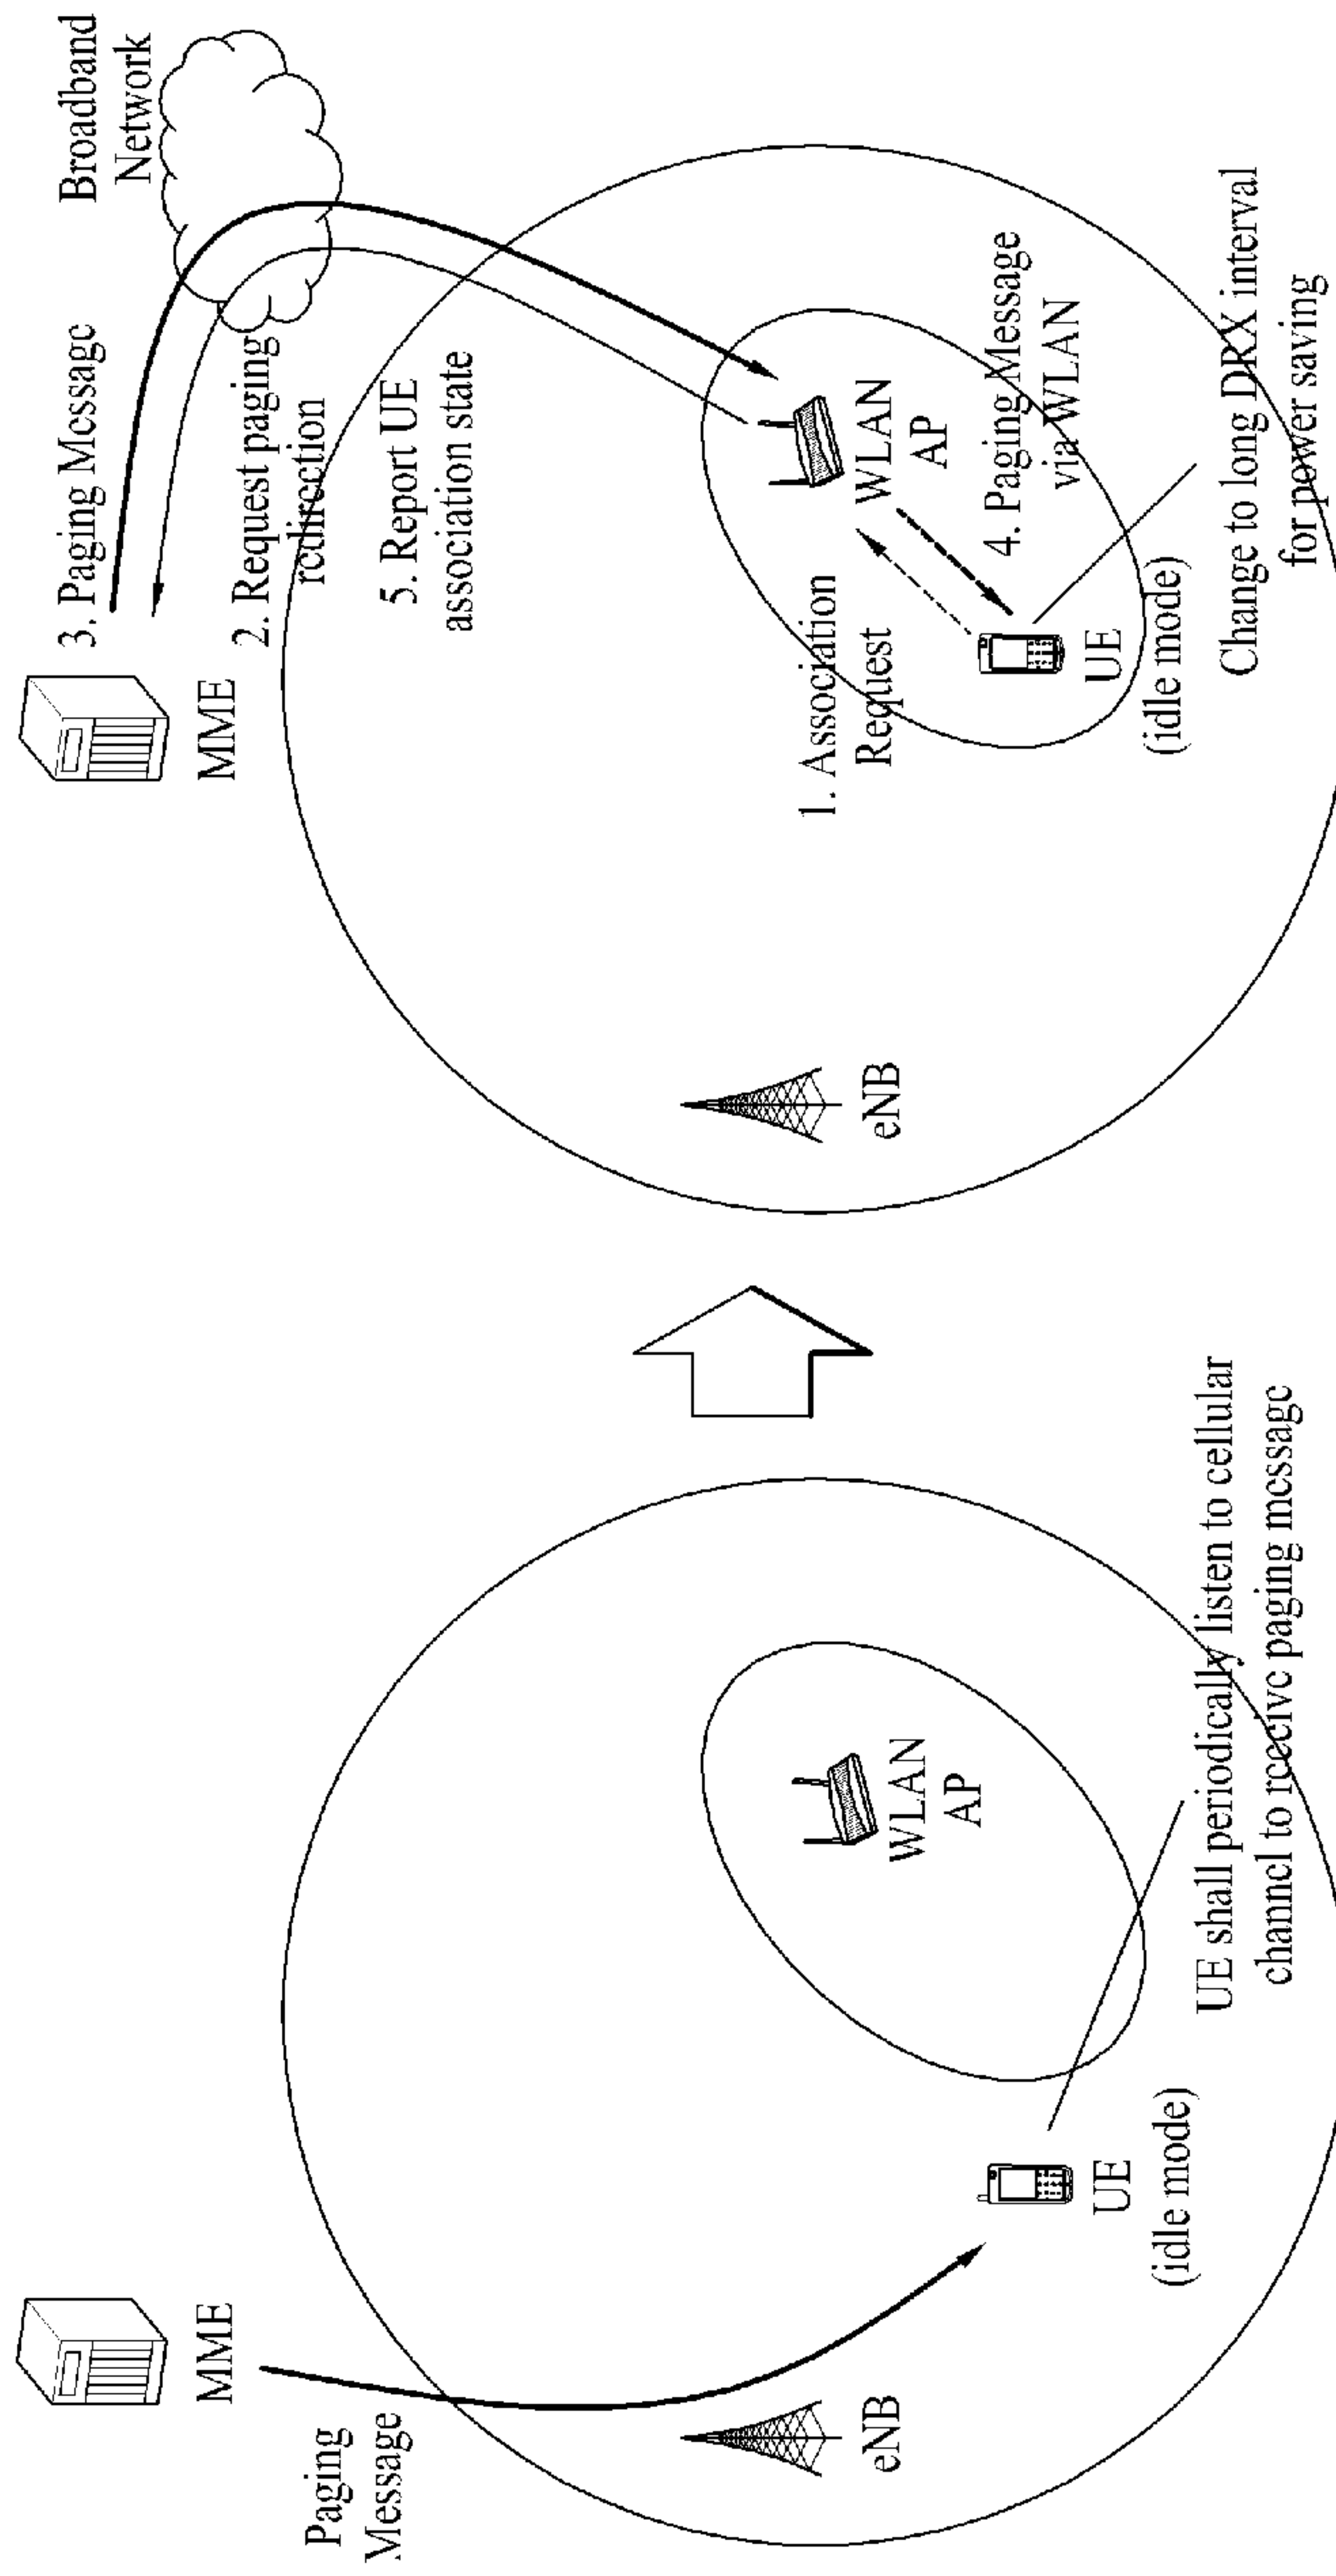 MME
Paging
Message
eNB
UE
(idle mode)
WLAN
AP
UE shall periodically listen to cellular
channel to receive paging message
MME
3. Paging Message
Broadband
Network
2. Request paging
redirection
5. Report UE
association state
eNB
1. Association
Request
WLAN
AP
4. Paging Message
via WLAN
UE
(idle mode)
Change to long DRX interval
for power saving